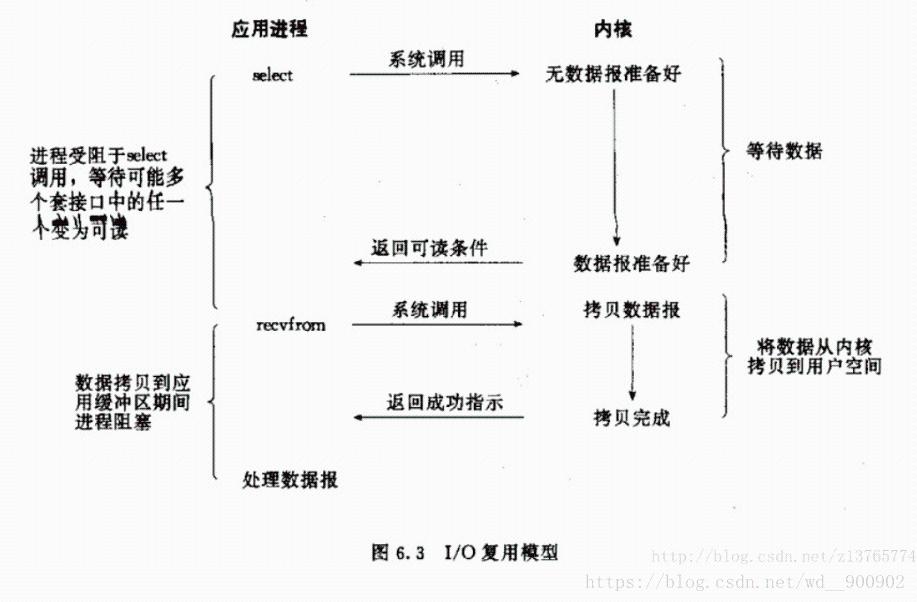 应用进程
内核
select
系统调用
无数据报准备好
进程受阻于select
调用，等待可能多
个套接口中的任一
个变为可读
等待数据
返回可读条件
数据报准备好
recvfrom
系统调用
拷贝数据报
数据拷贝到应
用缓冲区期间
进程阻塞
将数据从内核
拷贝到用户空间
返回成功指示
拷贝完成
处理数据报
图 6.3 I/O 复用模型
http://blog.csdn.net/z13765774
https://blog.csdn.net/wd__900902